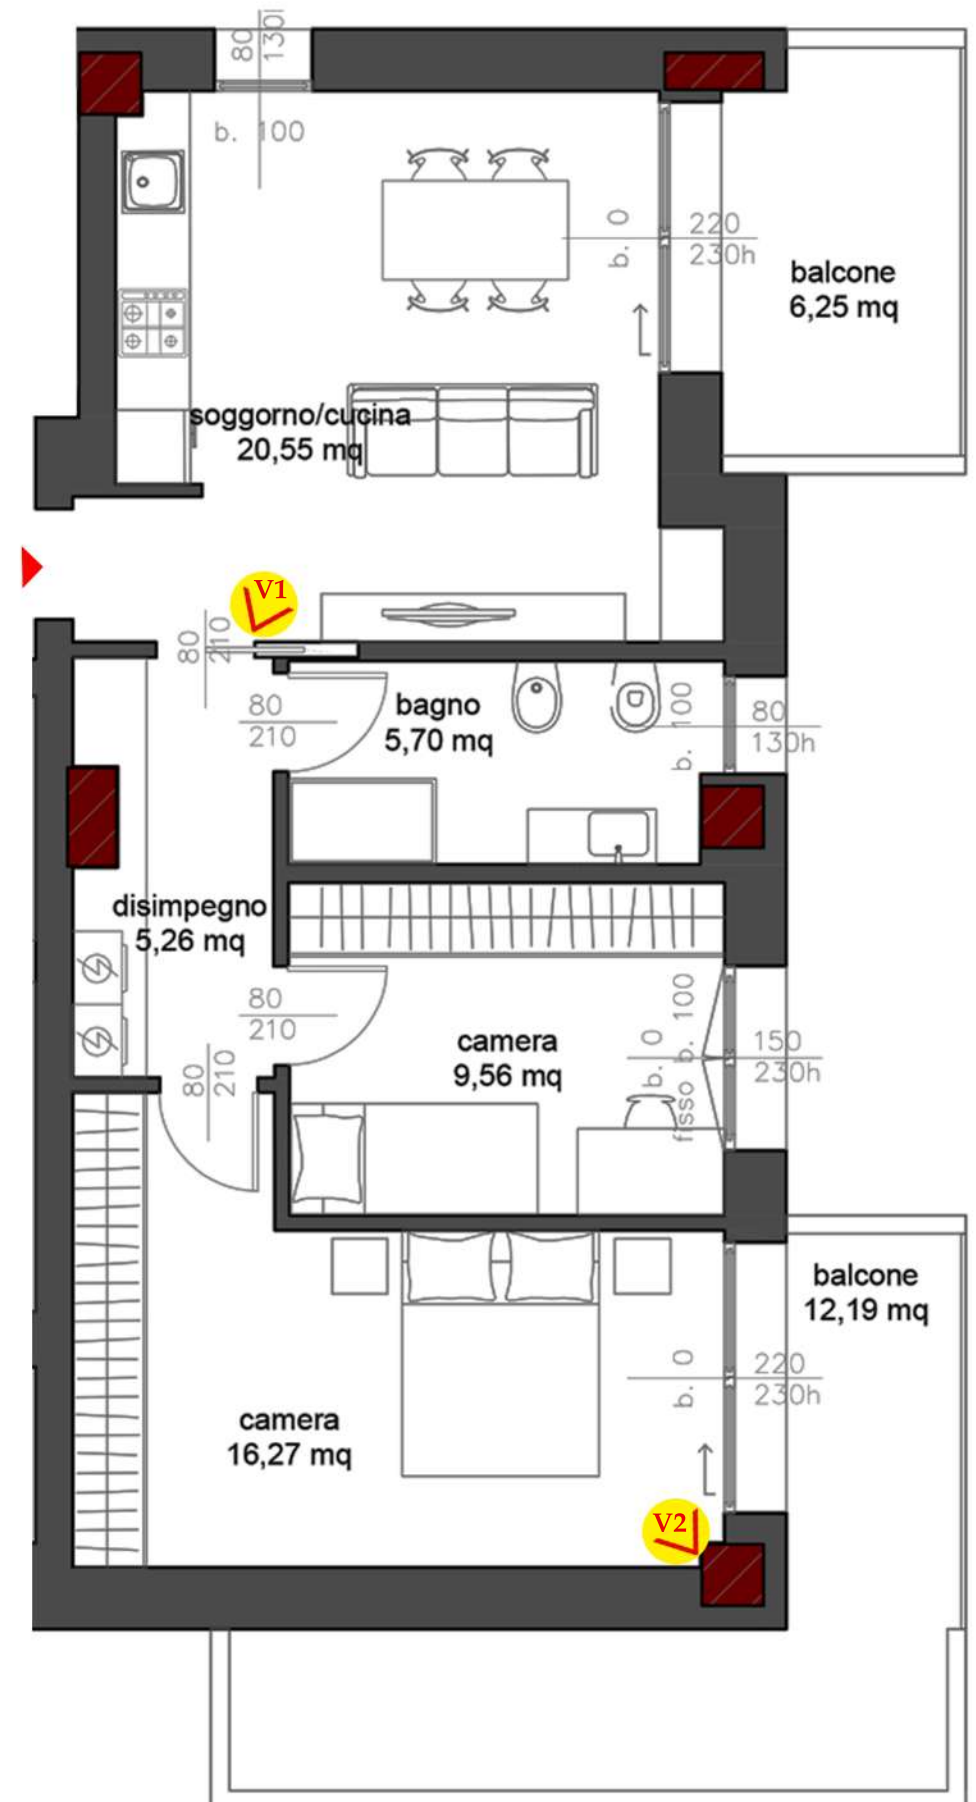 80
130
b. 100
b. 0
220
230h
balcone
6,25 mq
soggorno/cucina
20,55 mq
V1
80
210
80
210
bagno
5,70 mq
b. 100
80
130h
disimpegno
5,26 mq
80
210
80
210
camera
9,56 mq
b. 0
fisso b. 100
150
230h
balcone
12,19 mq
b. 0
220
230h
camera
16,27 mq
V2